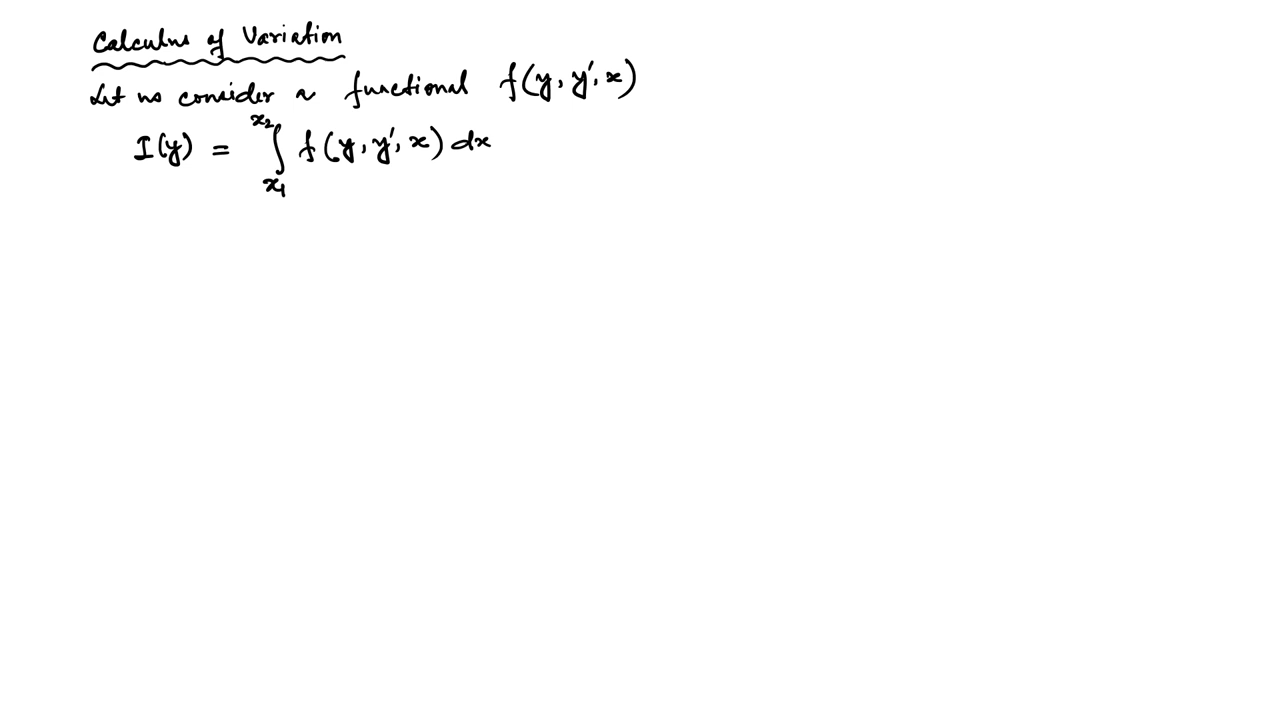 Calculus of Variation
Let us consider a functional f(y, y', x)
I(y) = ∫_{x₁}^{x₂} f(y, y', x) dx